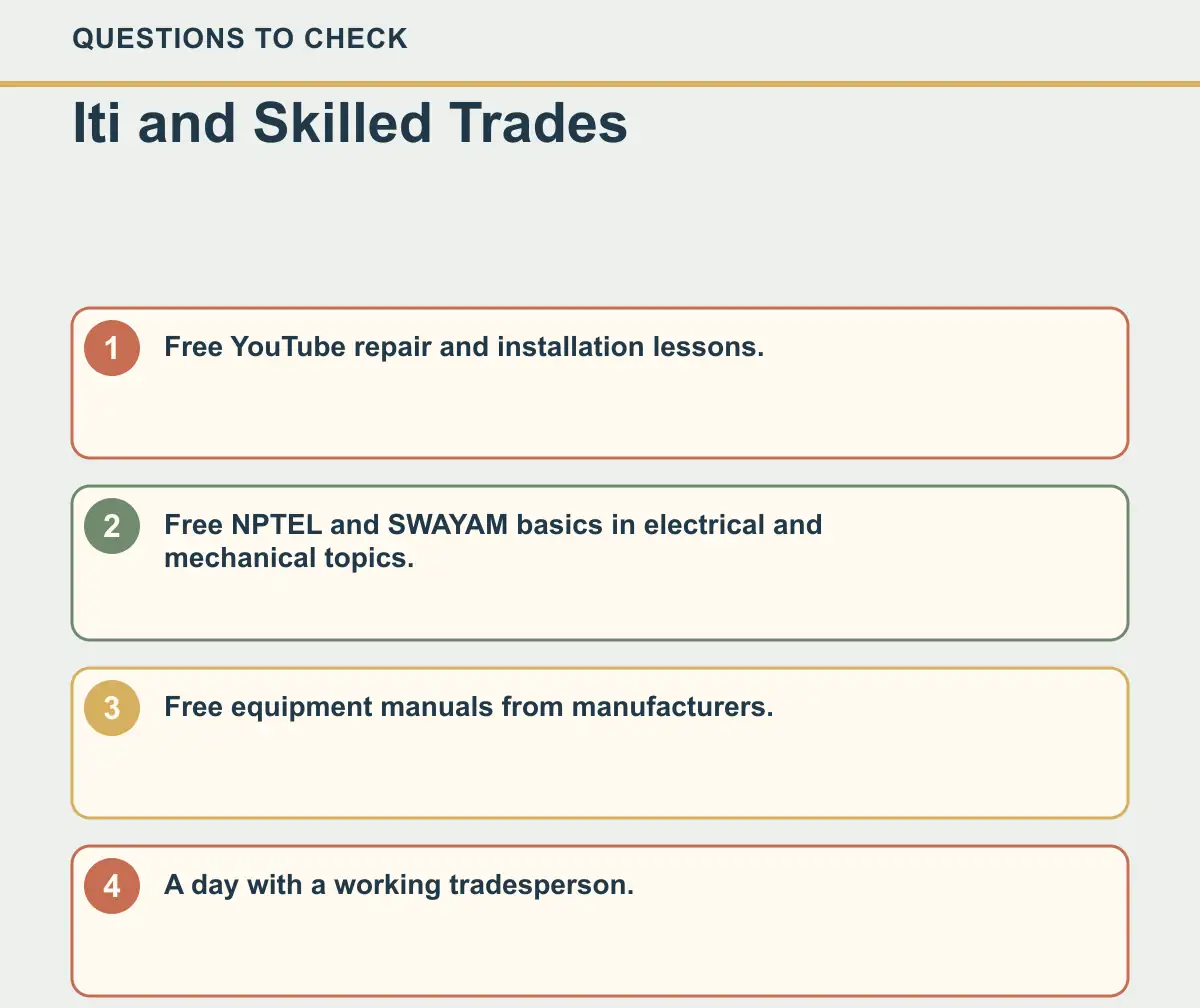 QUESTIONS TO CHECK
Iti and Skilled Trades
1 Free YouTube repair and installation lessons.
2 Free NPTEL and SWAYAM basics in electrical and
mechanical topics.
3 Free equipment manuals from manufacturers.
4 A day with a working tradesperson.